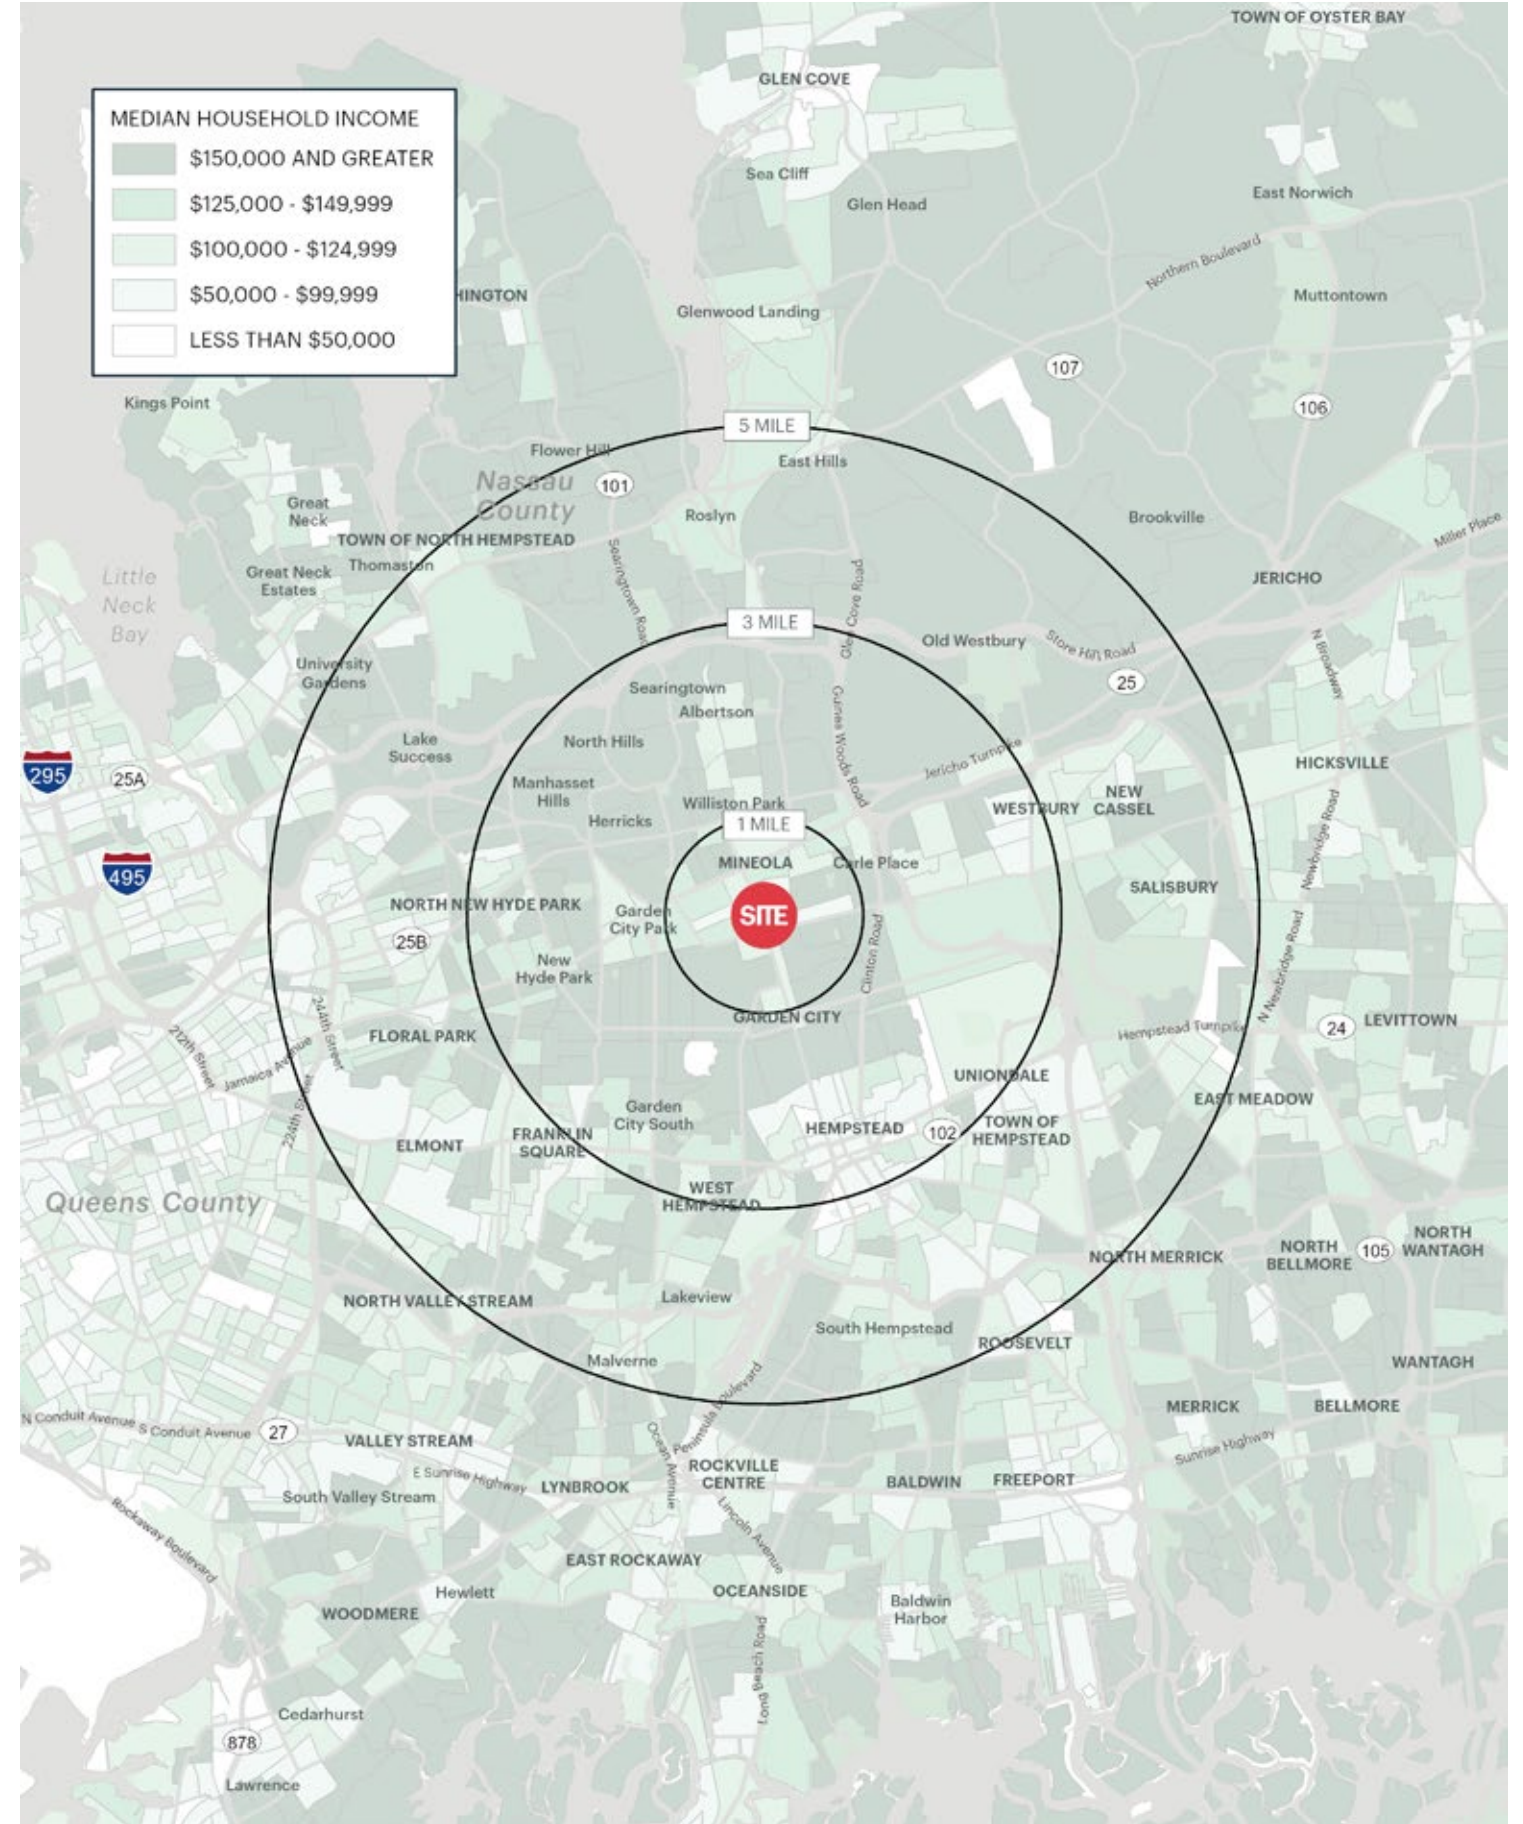 TOWN OF OYSTER BAY
GLEN COVE
MEDIAN HOUSEHOLD INCOME
$150,000 AND GREATER
$125,000 - $149,999
$100,000 - $124,999
$50,000 - $99,999
LESS THAN $50,000
Sea Cliff
Glen Head
East Norwich
Northern Boulevard
HINGTON
Muttontown
Glenwood Landing
107
Kings Point
106
5 MILE
Flower Hill
East Hills
Nassau
County
101
Great
Neck
Roslyn
Brookville
Miller Place
TOWN OF NORTH HEMPSTEAD
Thomaston
Great Neck
Estates
Little
Neck
Bay
JERICHO
Searingtown Road
Glen Cove Road
3 MILE
Old Westbury
Store Hill Road
N Broadway
University
Gardens
25
Searingtown
Albertson
Guinea Woods Road
North Hills
Lake
Success
Jericho Turnpike
HICKSVILLE
295
25A
Manhasset
Hills
Williston Park
Herricks
1 MILE
WESTBURY
NEW
CASSEL
Newbridge Road
MINEOLA
Carle Place
495
SALISBURY
NORTH NEW HYDE PARK
Garden
City Park
SITE
25B
Clinton Road
N Newbridge Road
New
Hyde Park
GARDEN CITY
244th Street
212th Street
Jamaica Avenue
224th Street
FLORAL PARK
Hempstead Turnpike
24
LEVITTOWN
UNIONDALE
EAST MEADOW
Garden
City South
HEMPSTEAD
102
TOWN OF
HEMPSTEAD
ELMONT
FRANKLIN
SQUARE
Queens County
WEST
HEMPSTEAD
NORTH MERRICK
NORTH
BELLMORE
105
NORTH
WANTAGH
NORTH VALLEY STREAM
Lakeview
South Hempstead
ROOSEVELT
Malverne
WANTAGH
Peninsula Boulevard
MERRICK
BELLMORE
N Conduit Avenue
S Conduit Avenue
27
VALLEY STREAM
Ocean Avenue
Sunrise Highway
E Sunrise Highway
LYNBROOK
ROCKVILLE
CENTRE
BALDWIN
FREEPORT
South Valley Stream
Rockaway Boulevard
Lincoln Avenue
EAST ROCKAWAY
Hewlett
OCEANSIDE
WOODMERE
Baldwin
Harbor
Long Beach Road
Cedarhurst
878
Lawrence